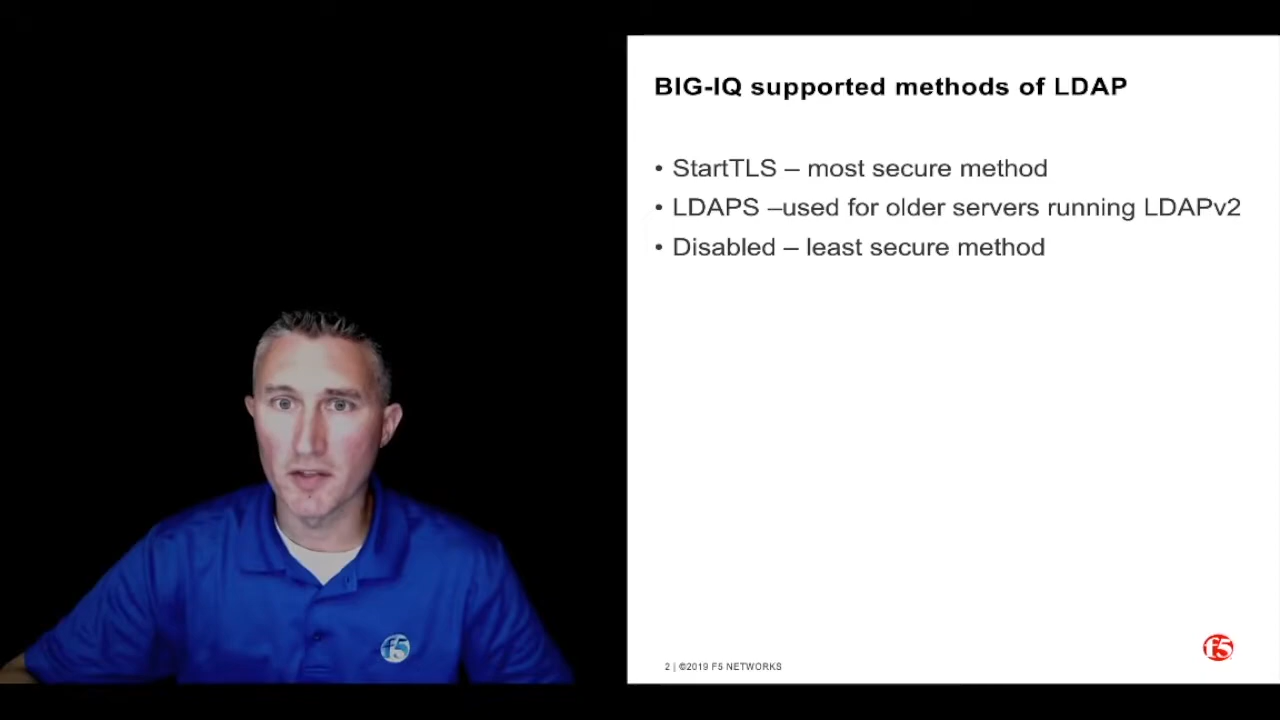 BIG-IQ supported methods of LDAP
• StartTLS – most secure method
• LDAPS –used for older servers running LDAPv2
• Disabled – least secure method
f5
f5
2 | ©2019 F5 NETWORKS